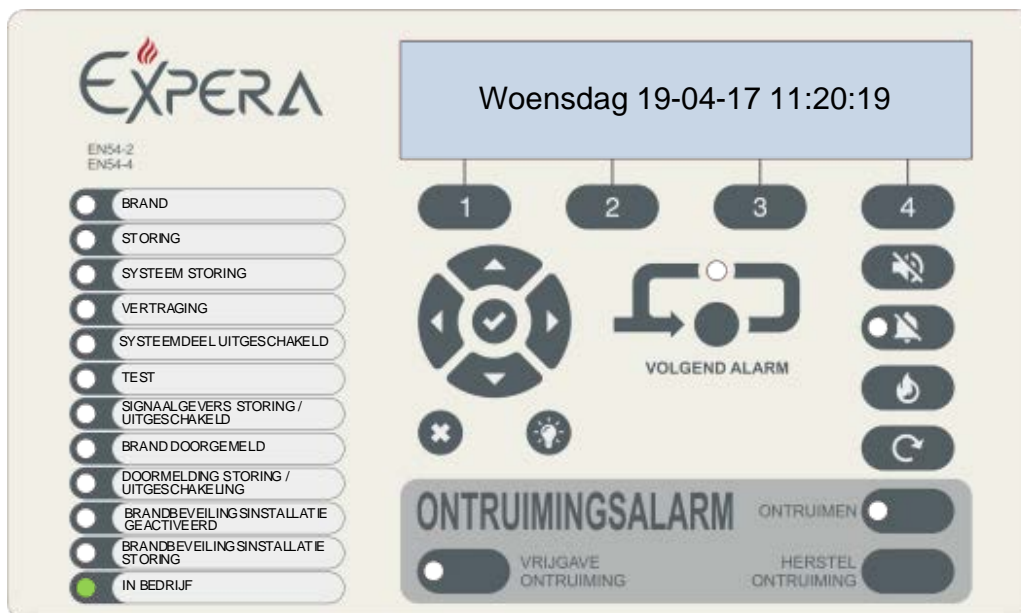 EXPERA
EN54-2
EN54-4
BRAND
STORING
SYSTEEM STORING
VERTRAGING
SYSTEEMDEEL UITGESCHAKELD
TEST
SIGNAALGEVERS STORING /
UITGESCHAKELD
BRAND DOORGEMELD
DOORMELDING STORING /
UITGESCHAKELING
BRANDBEVEILINGSINSTALLATIE
GEACTIVEERD
BRANDBEVEILINGSINSTALLATIE
STORING
IN BEDRIJF
Woensdag 19-04-17 11:20:19
1 2 3 4
VOLGEND ALARM
ONTRUIMINGSALARM
ONTRUIMEN
VRIJGAVE
ONTRUIMING
HERSTEL
ONTRUIMING